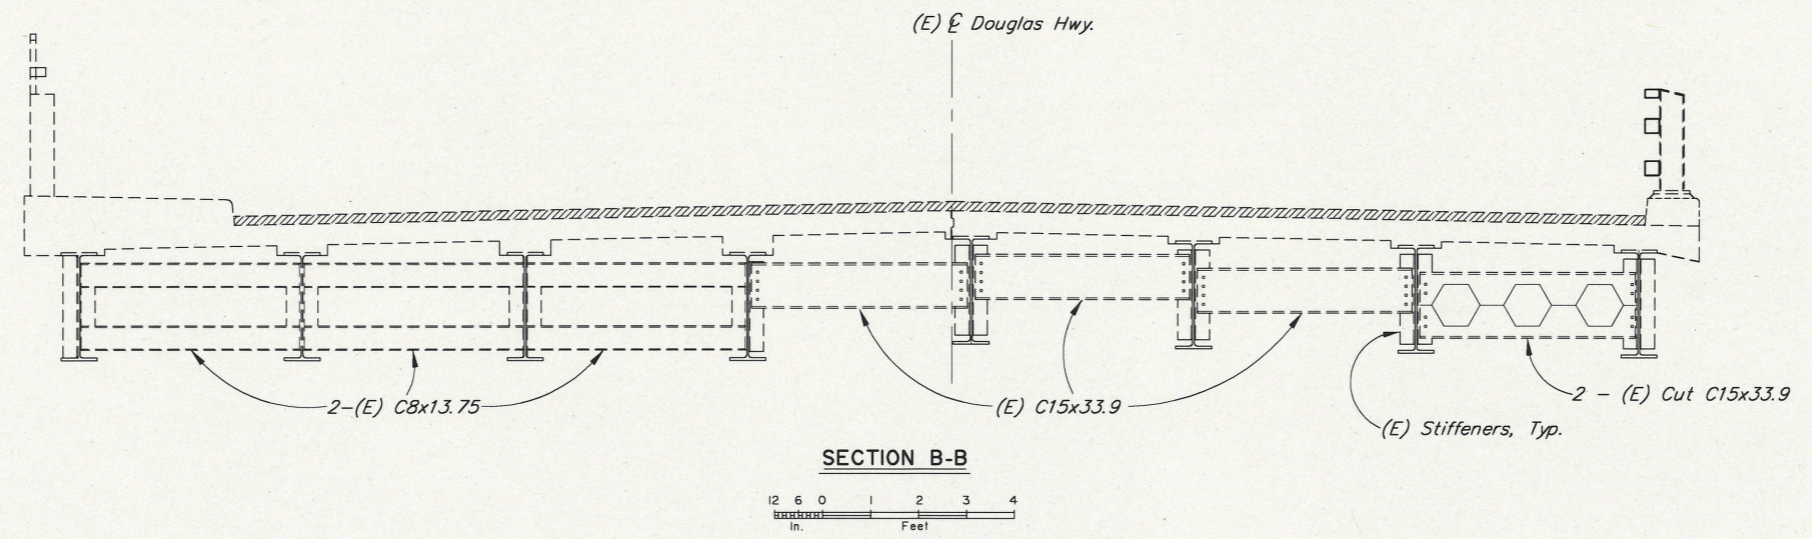 (E) ℄ Douglas Hwy.
2-(E) C8x13.75
(E) C15x33.9
2 - (E) Cut C15x33.9
(E) Stiffeners, Typ.
SECTION B-B
12 6 0 1 2 3 4
In. Feet